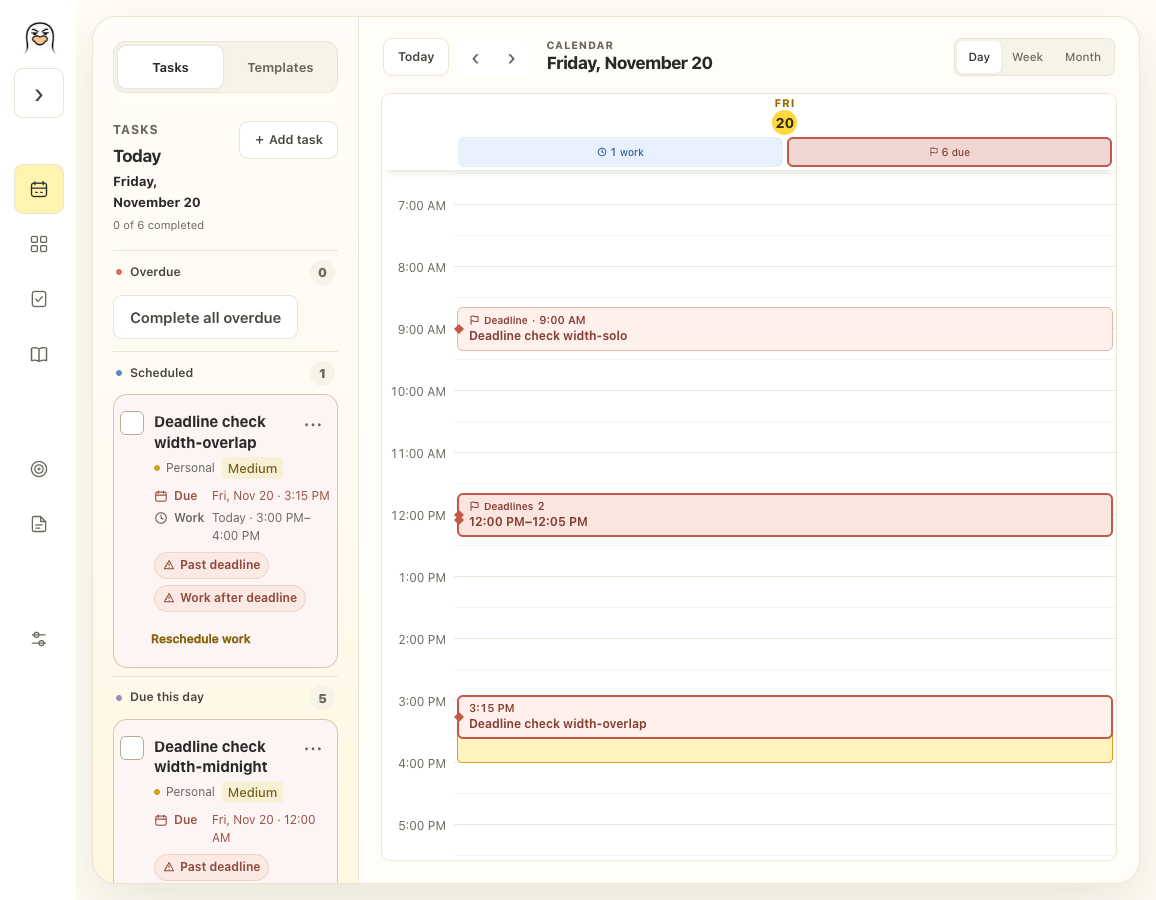 Tasks
Templates
TASKS
Today
Friday,
November 20
0 of 6 completed
+ Add task
Overdue
0
Complete all overdue
Scheduled
1
Deadline check
width-overlap
Personal
Medium
Due
Fri, Nov 20 · 3:15 PM
Work
Today · 3:00 PM–
4:00 PM
Past deadline
Work after deadline
Reschedule work
Due this day
5
Deadline check
width-midnight
Personal
Medium
Due
Fri, Nov 20 · 12:00
AM
Past deadline
Today
CALENDAR
Friday, November 20
Day
Week
Month
FRI
20
1 work
6 due
7:00 AM
8:00 AM
9:00 AM
Deadline · 9:00 AM
Deadline check width-solo
10:00 AM
11:00 AM
12:00 PM
Deadlines 2
12:00 PM–12:05 PM
1:00 PM
2:00 PM
3:00 PM
3:15 PM
Deadline check width-overlap
4:00 PM
5:00 PM